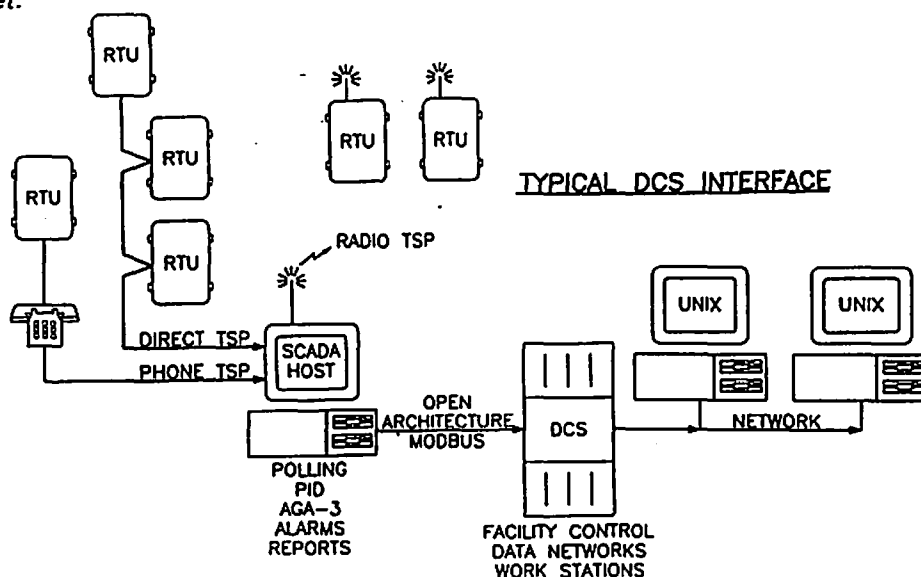 et.
RTU
RTU
RTU
RTU
RTU
RTU
TYPICAL DCS INTERFACE
RADIO TSP
DIRECT TSP
PHONE TSP
SCADA
HOST
POLLING
PID
AGA-3
ALARMS
REPORTS
OPEN
ARCHITECTURE
MODBUS
DCS
FACILITY CONTROL
DATA NETWORKS
WORK STATIONS
UNIX
UNIX
NETWORK